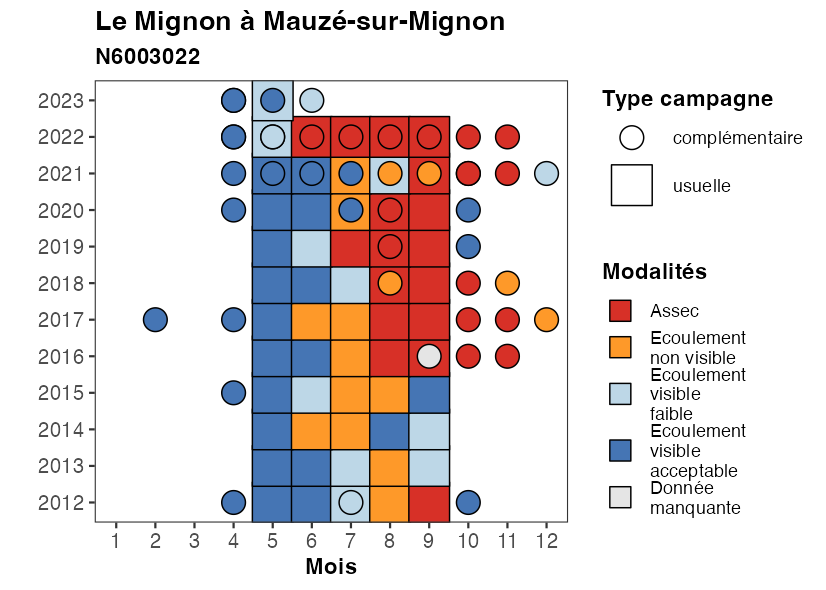 Le Mignon à Mauzé-sur-Mignon
N6003022
2023
2022
2021
2020
2019
2018
2017
2016
2015
2014
2013
2012
1 2 3 4 5 6 7 8 9 10 11 12
Mois
Type campagne
complémentaire
usuelle
Modalités
Assec
Ecoulement
non visible
Ecoulement
visible
faible
Ecoulement
visible
acceptable
Donnée
manquante